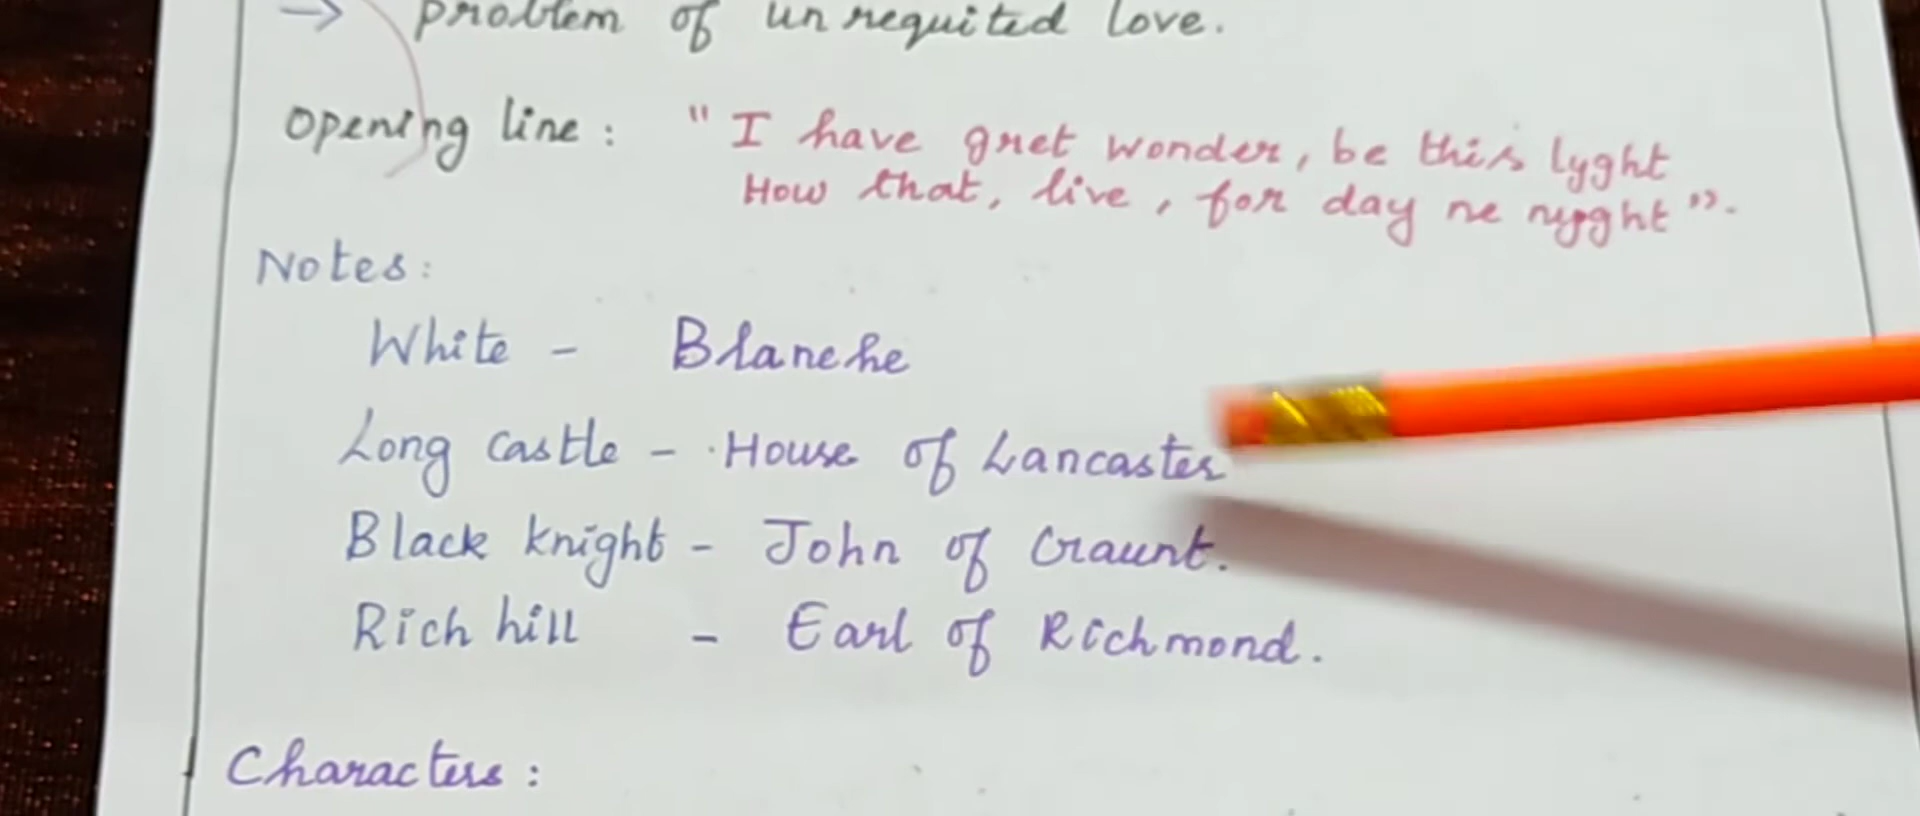 → problem of unrequited love.
Opening line: "I have gret wonder, be this lyght
How that, live, for day ne nyght".
Notes:
White - Blanche
Long castle - House of Lancaster
Black knight - John of Graunt.
Rich hill - Earl of Richmond.
Characters: